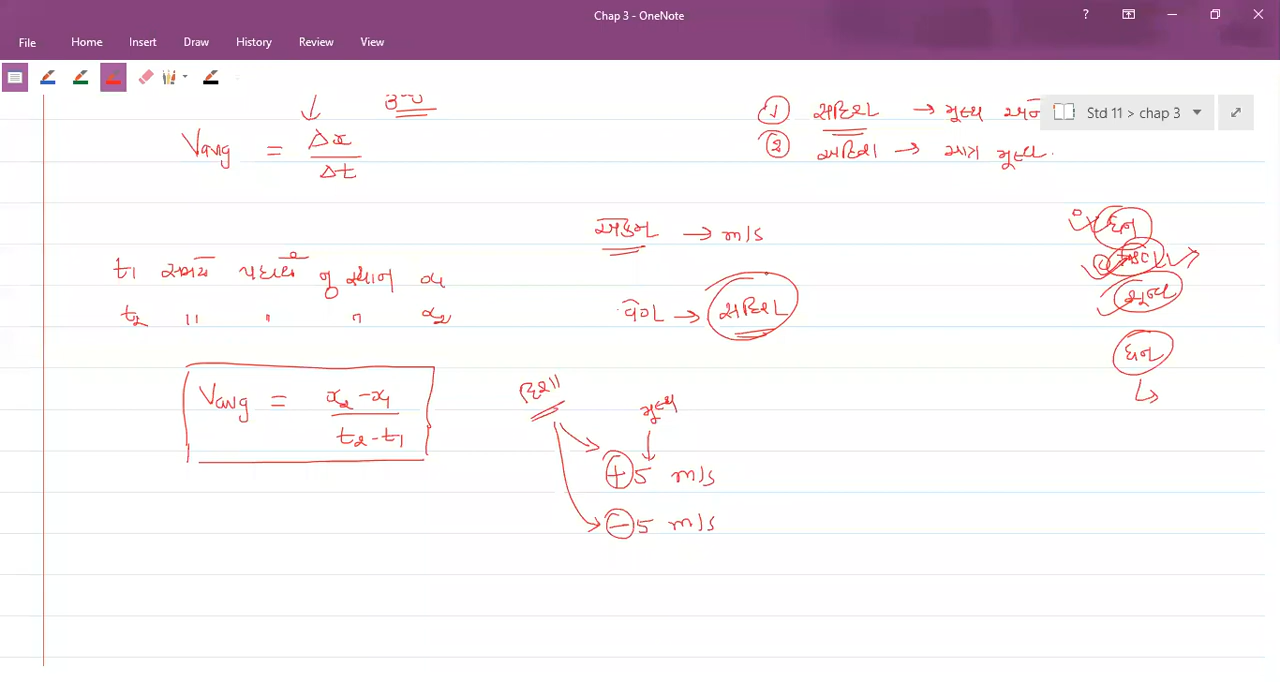 Chap 3 - OneNote
File Home Insert Draw History Review View
Std 11 > chap 3
① સદિશ → મૂલ્ય અને
Vavg = Δx / Δt
② અદિશ → માત્ર મૂલ્ય.
એકમ → m/s
ધન
શૂન્ય
t1 સમયે પદાર્થ નું સ્થાન x1
t2 " " " x2
વેગ → સદિશ
ધન
Vavg = x2 - x1 / t2 - t1
દિશા
મૂલ્ય
+5 m/s
-5 m/s